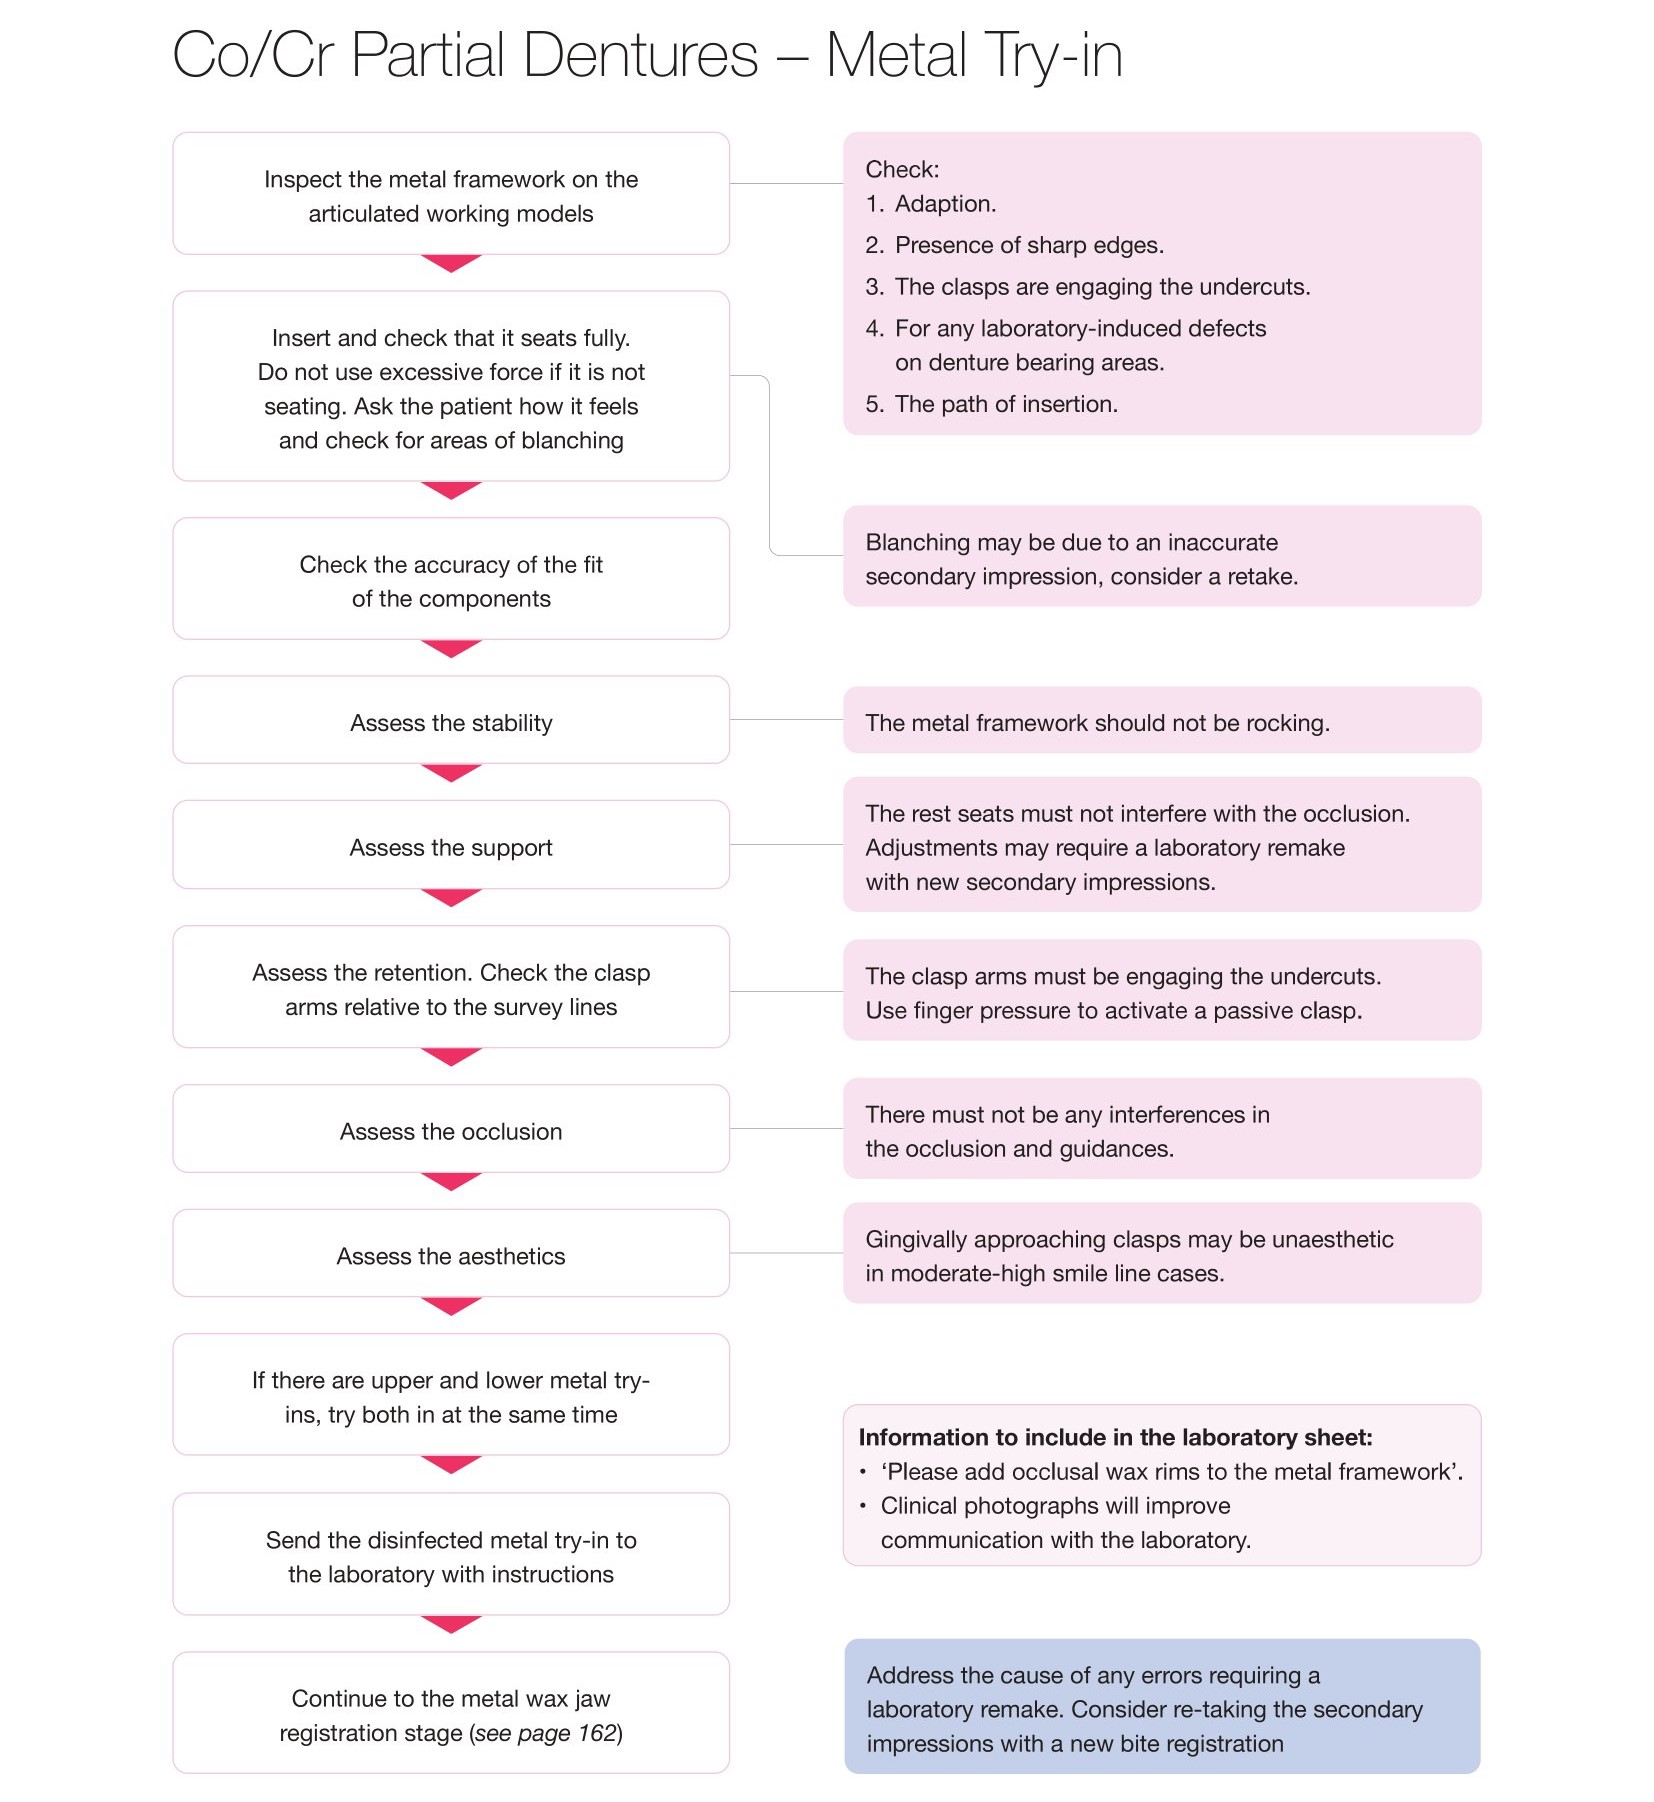 Co/Cr Partial Dentures – Metal Try-in
Inspect the metal framework on the
articulated working models
Check:
1. Adaption.
2. Presence of sharp edges.
3. The clasps are engaging the undercuts.
4. For any laboratory-induced defects
on denture bearing areas.
5. The path of insertion.
Insert and check that it seats fully.
Do not use excessive force if it is not
seating. Ask the patient how it feels
and check for areas of blanching
Blanching may be due to an inaccurate
secondary impression, consider a retake.
Check the accuracy of the fit
of the components
Assess the stability
The metal framework should not be rocking.
Assess the support
The rest seats must not interfere with the occlusion.
Adjustments may require a laboratory remake
with new secondary impressions.
Assess the retention. Check the clasp
arms relative to the survey lines
The clasp arms must be engaging the undercuts.
Use finger pressure to activate a passive clasp.
Assess the occlusion
There must not be any interferences in
the occlusion and guidances.
Assess the aesthetics
Gingivally approaching clasps may be unaesthetic
in moderate-high smile line cases.
If there are upper and lower metal try-
ins, try both in at the same time
Information to include in the laboratory sheet:
• ‘Please add occlusal wax rims to the metal framework’.
• Clinical photographs will improve
communication with the laboratory.
Send the disinfected metal try-in to
the laboratory with instructions
Continue to the metal wax jaw
registration stage (see page 162)
Address the cause of any errors requiring a
laboratory remake. Consider re-taking the secondary
impressions with a new bite registration